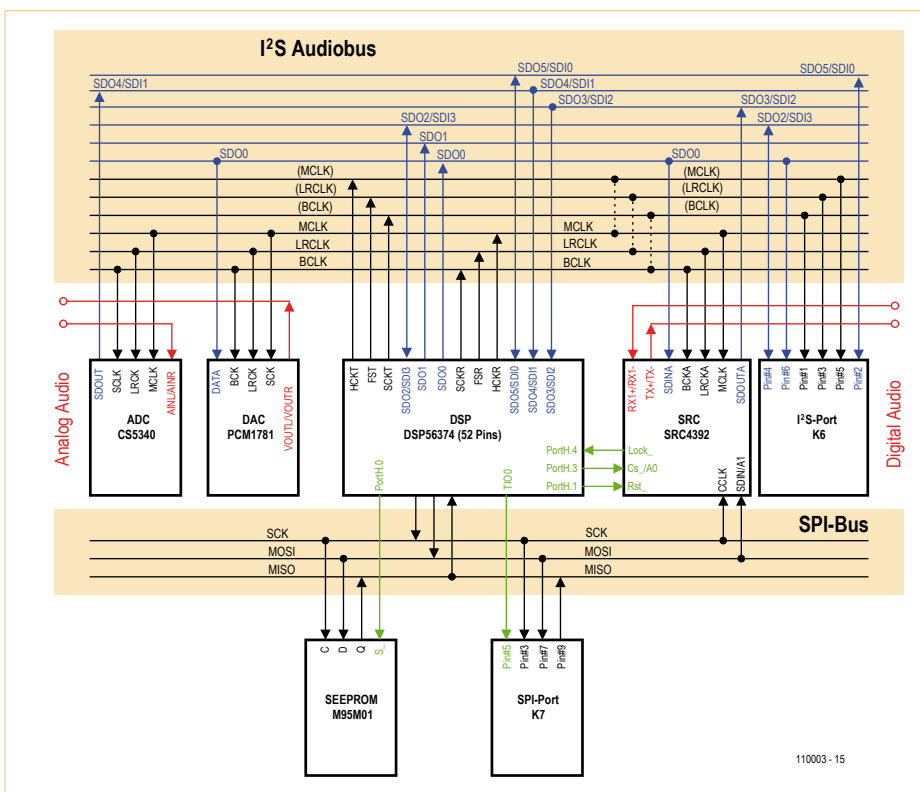 I²S Audiobus
SDO5/SDI0
SDO5/SDI0
SDO4/SDI1
SDO4/SDI1
SDO3/SDI2
SDO3/SDI2
SDO2/SDI3
SDO2/SDI3
SDO1
SDO0
SDO0
SDO0
(MCLK)
(MCLK)
(LRCLK)
(LRCLK)
(BCLK)
(BCLK)
MCLK
MCLK
LRCLK
LRCLK
BCLK
BCLK
Analog Audio
SDOUT
SCLK
LRCK
MCLK
AINL/AINR
ADC
CS5340
DATA
BCK
LRCK
SCK
VOUTL/VOUTR
DAC
PCM1781
HCKT
FST
SCKT
SDO2/SDI3
SDO1
SDO0
SCKR
FSR
HCKR
SDO5/SDI0
SDO4/SDI1
SDO3/SDI2
DSP
DSP56374 (52 Pins)
PortH.0
TIO0
PortH.4
PortH.3
PortH.1
RX1+/RX1-
TX+/TX-
SDINA
BCKA
LRCKA
MCLK
SDOUTA
SRC
SRC4392
Lock_
Cs_/A0
Rst_
CCLK
SDIN/A1
Pin#4
Pin#6
Pin#1
Pin#3
Pin#5
Pin#2
I²S-Port
K6
Digital Audio
SPI-Bus
SCK
SCK
MOSI
MOSI
MISO
MISO
C
D
Q
S_
SEEPROM
M95M01
Pin#5
Pin#3
Pin#7
Pin#9
SPI-Port
K7
110003 - 15